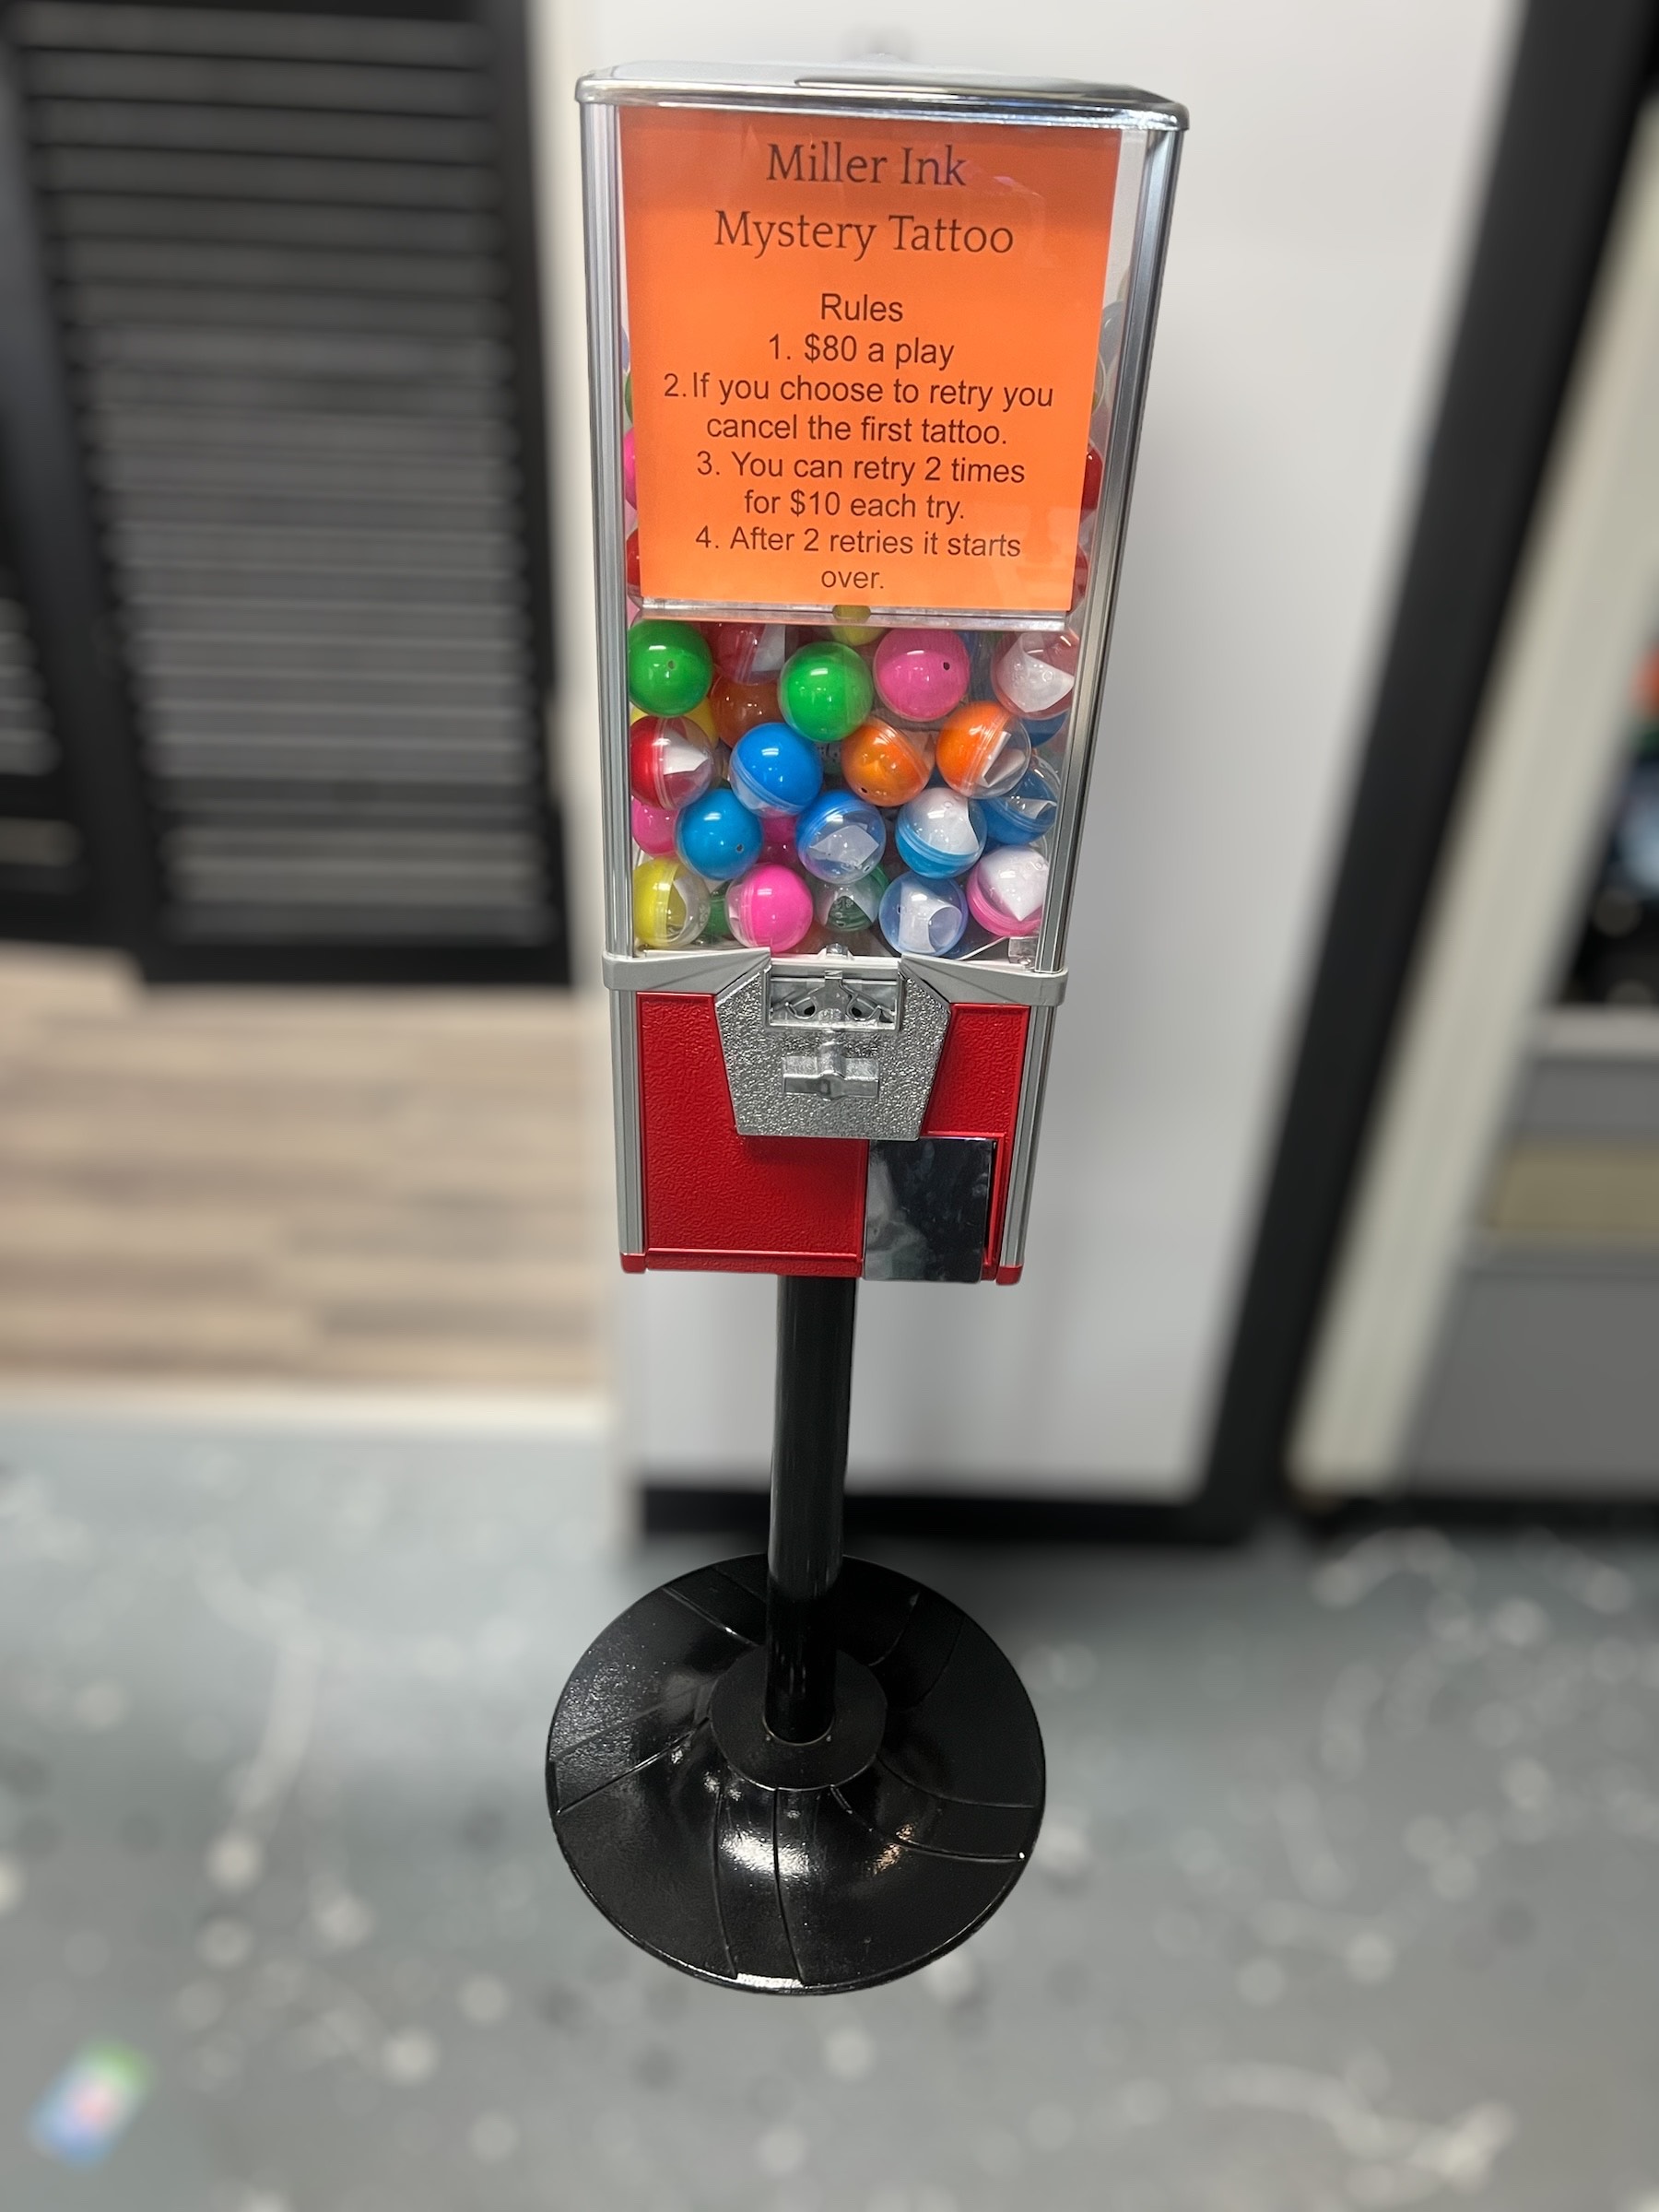 Miller Ink
Mystery Tattoo
Rules
1. $80 a play
2. If you choose to retry you
cancel the first tattoo.
3. You can retry 2 times
for $10 each try.
4. After 2 retries it starts
over.